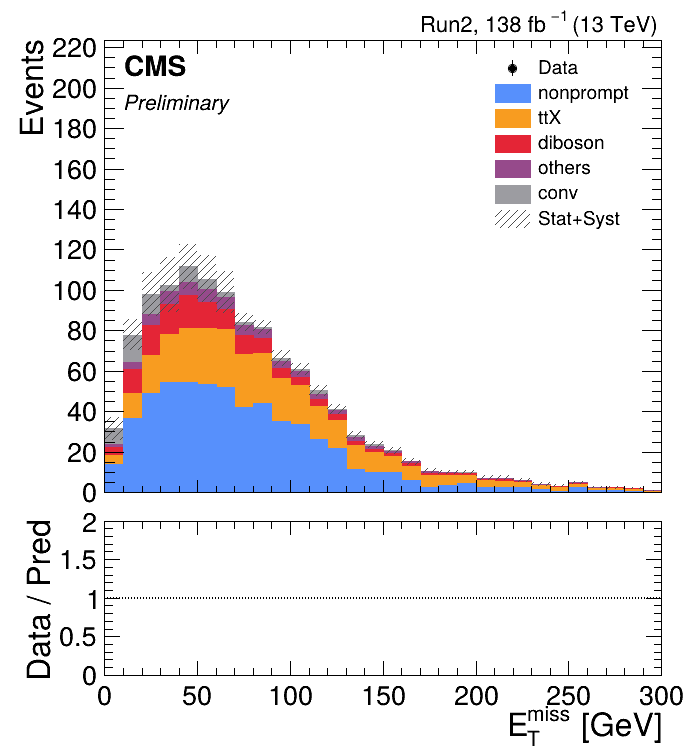 Run2, 138 fb⁻¹ (13 TeV)
CMS
Preliminary
Events
220
200
180
160
140
120
100
80
60
40
20
0
Data
nonprompt
ttX
diboson
others
conv
Stat+Syst
Data / Pred
2
1.5
1
0.5
0
0 50 100 150 200 250 300
E_T^miss [GeV]